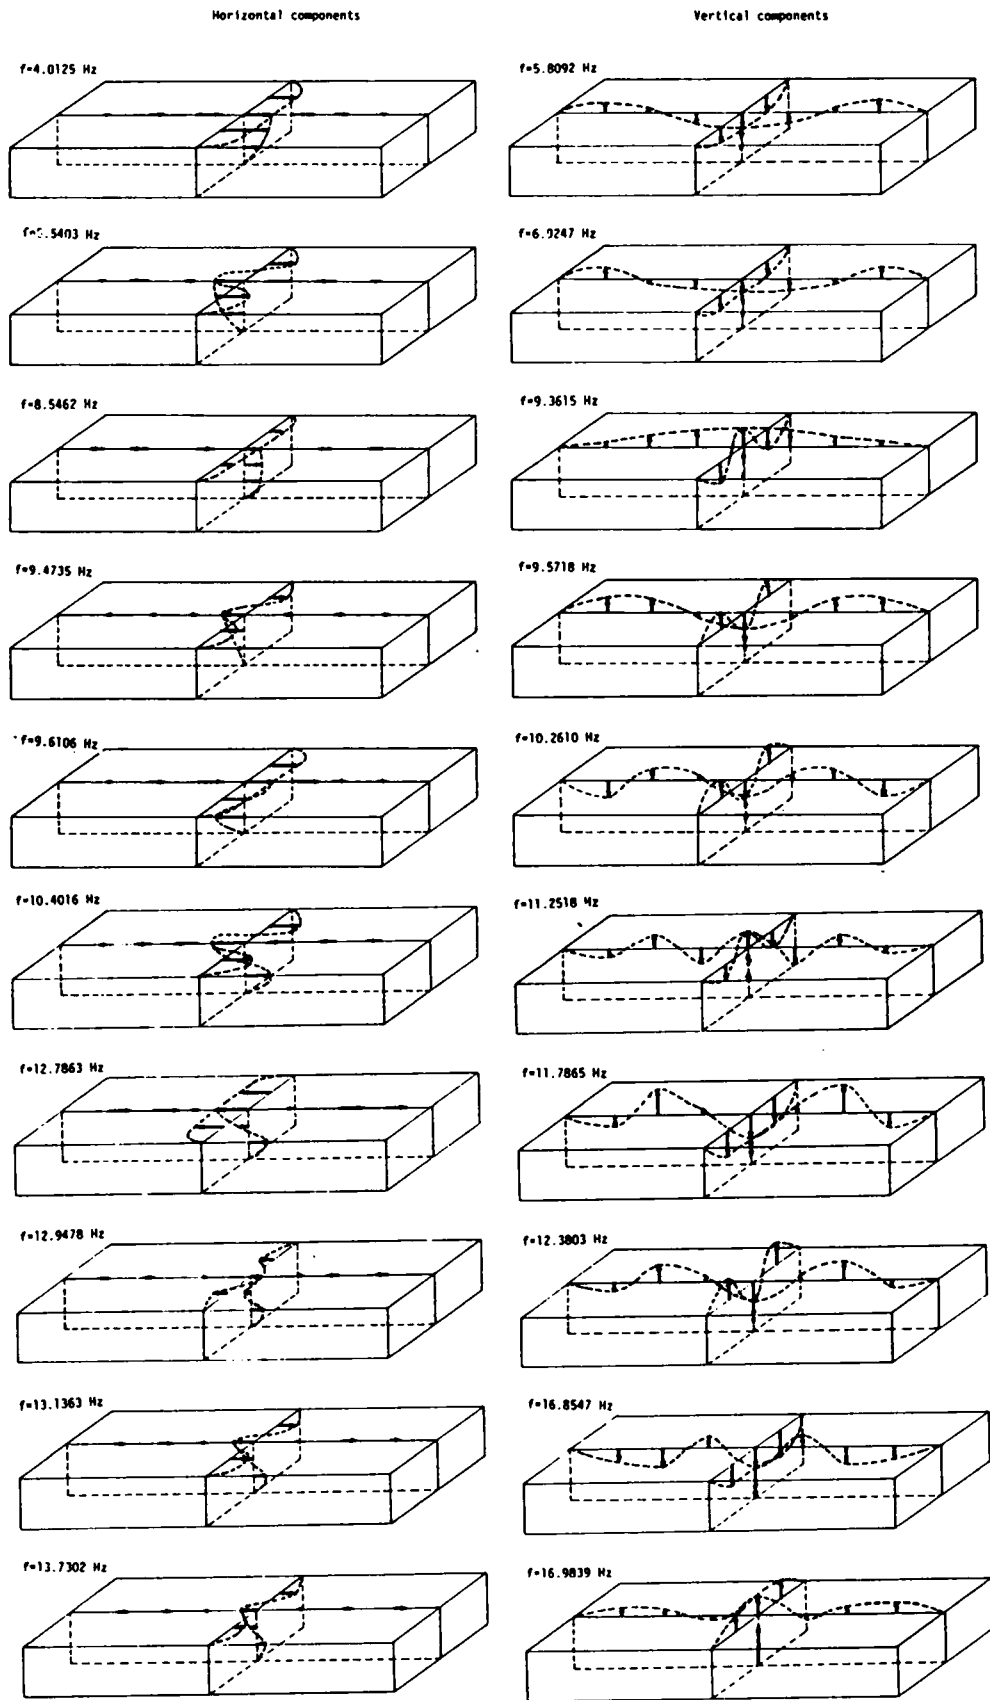 Horizontal components
Vertical components
f=4.0125 Hz
f=5.8092 Hz
5403 Hz
f=6.0247 Hz
f=8.5462 Hz
f=9.3615 Hz
f=9.4735 Hz
f=9.5718 Hz
f=9.6106 Hz
f=10.2610 Hz
f=10.4016 Hz
f=11.2518 Hz
f=12.7863 Hz
f=11.7865 Hz
f=12.9478 Hz
f=12.3803 Hz
f=13.1363 Hz
f=16.8547 Hz
f=13.7302 Hz
f=16.9839 Hz